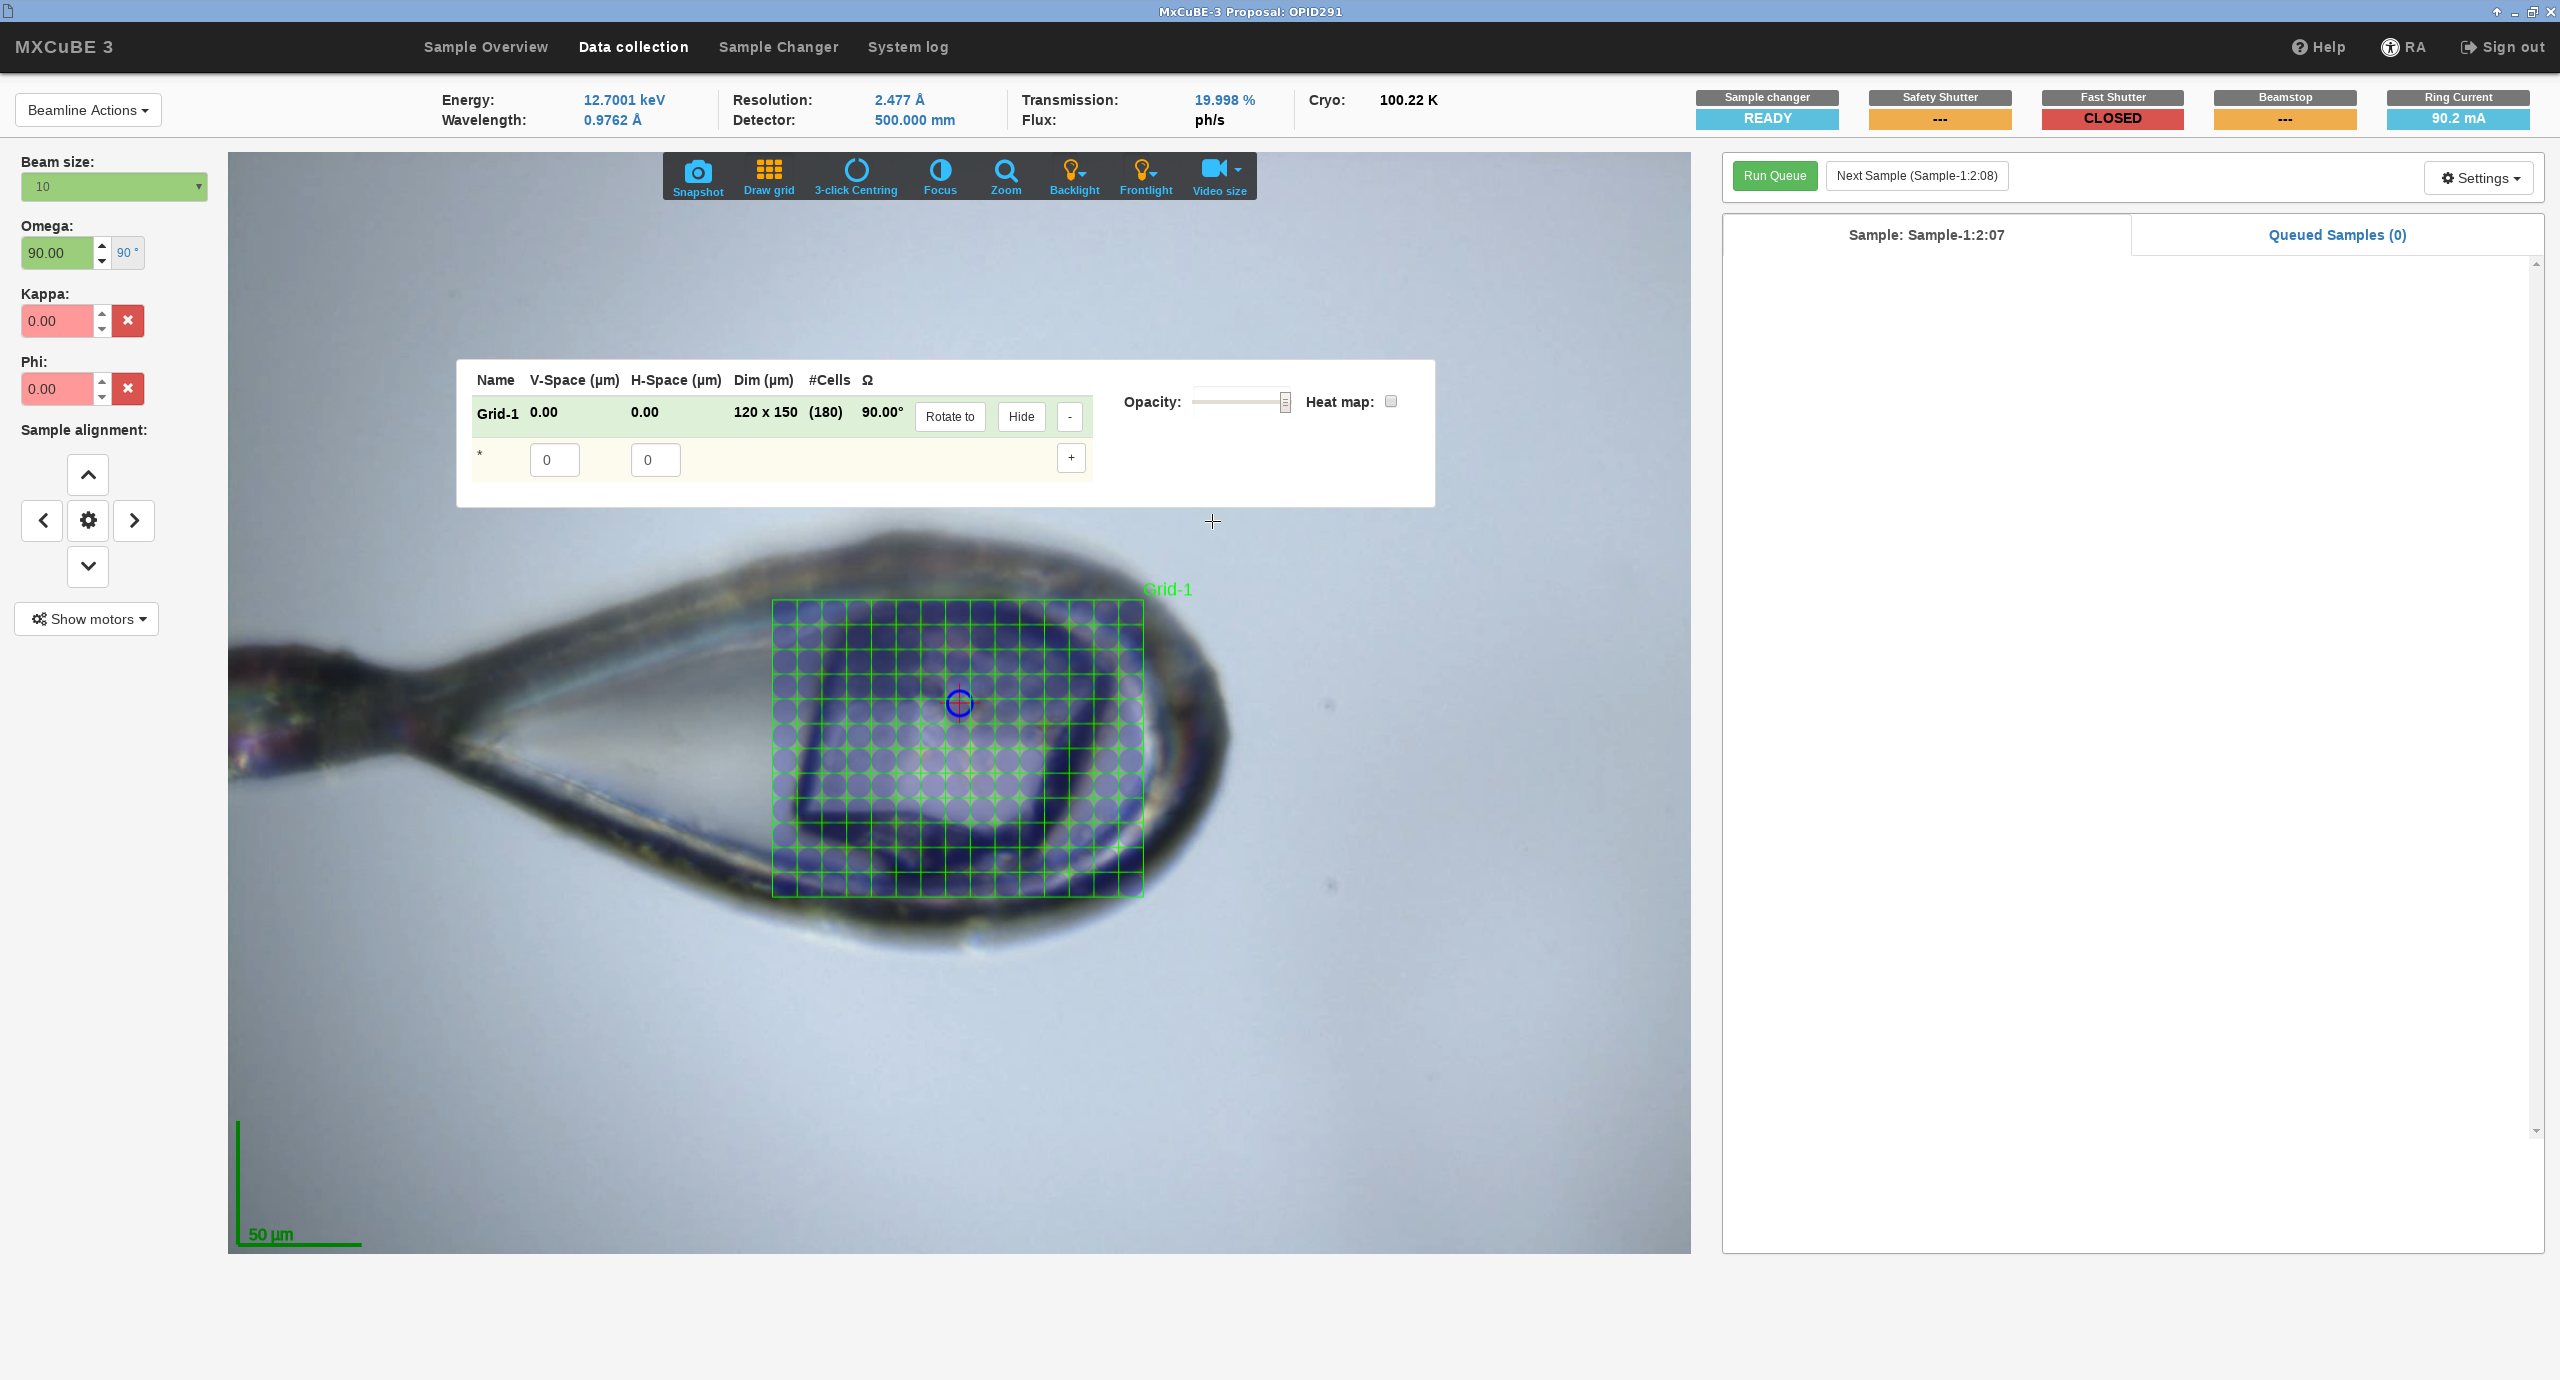 MxCuBE-3 Proposal: OPID291
MXCuBE 3 Sample Overview Data collection Sample Changer System log Help RA Sign out
Beamline Actions
Energy: 12.7001 keV Resolution: 2.477 Å Transmission: 19.998 % Cryo: 100.22 K
Wavelength: 0.9762 Å Detector: 500.000 mm Flux: ph/s
Sample changer Safety Shutter Fast Shutter Beamstop Ring Current
READY --- CLOSED --- 90.2 mA
Beam size:
10
Omega:
90.00 90 °
Kappa:
0.00
Phi:
0.00
Sample alignment:
Show motors
Snapshot Draw grid 3-click Centring Focus Zoom Backlight Frontlight Video size
Name V-Space (µm) H-Space (µm) Dim (µm) #Cells Ω
Grid-1 0.00 0.00 120 x 150 (180) 90.00° Rotate to Hide -
* 0 0 +
Opacity: Heat map:
Grid-1
50 µm
Run Queue Next Sample (Sample-1:2:08) Settings
Sample: Sample-1:2:07 Queued Samples (0)